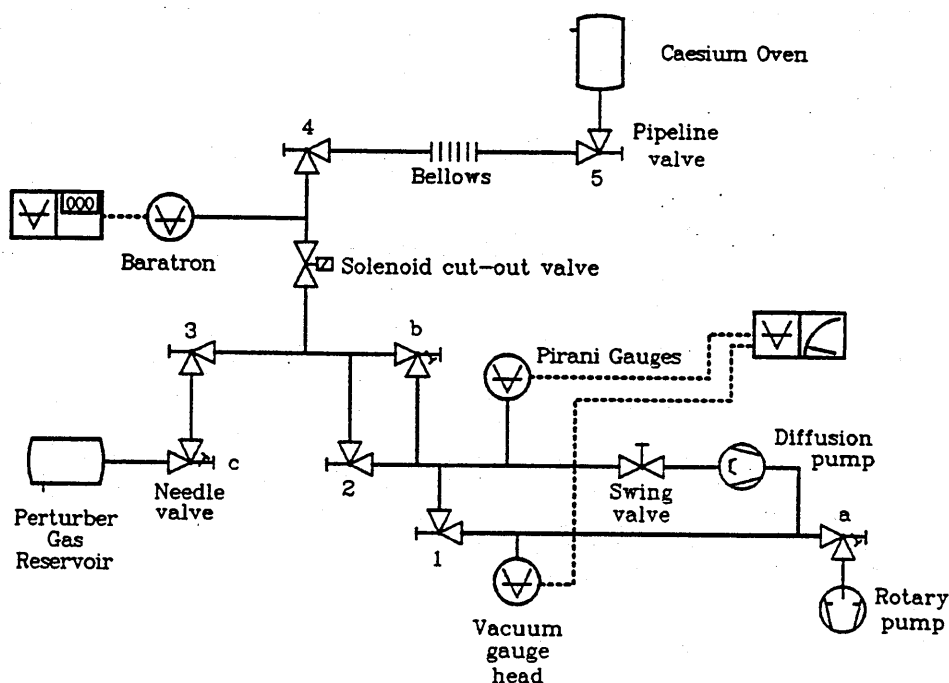 Caesium Oven
4
Pipeline
valve
Bellows
5
000
Baratron
Solenoid cut-out valve
3
b
Pirani Gauges
c
Needle
valve
2
Swing
valve
Diffusion
pump
a
Perturber
Gas
Reservoir
1
Vacuum
gauge
head
Rotary
pump